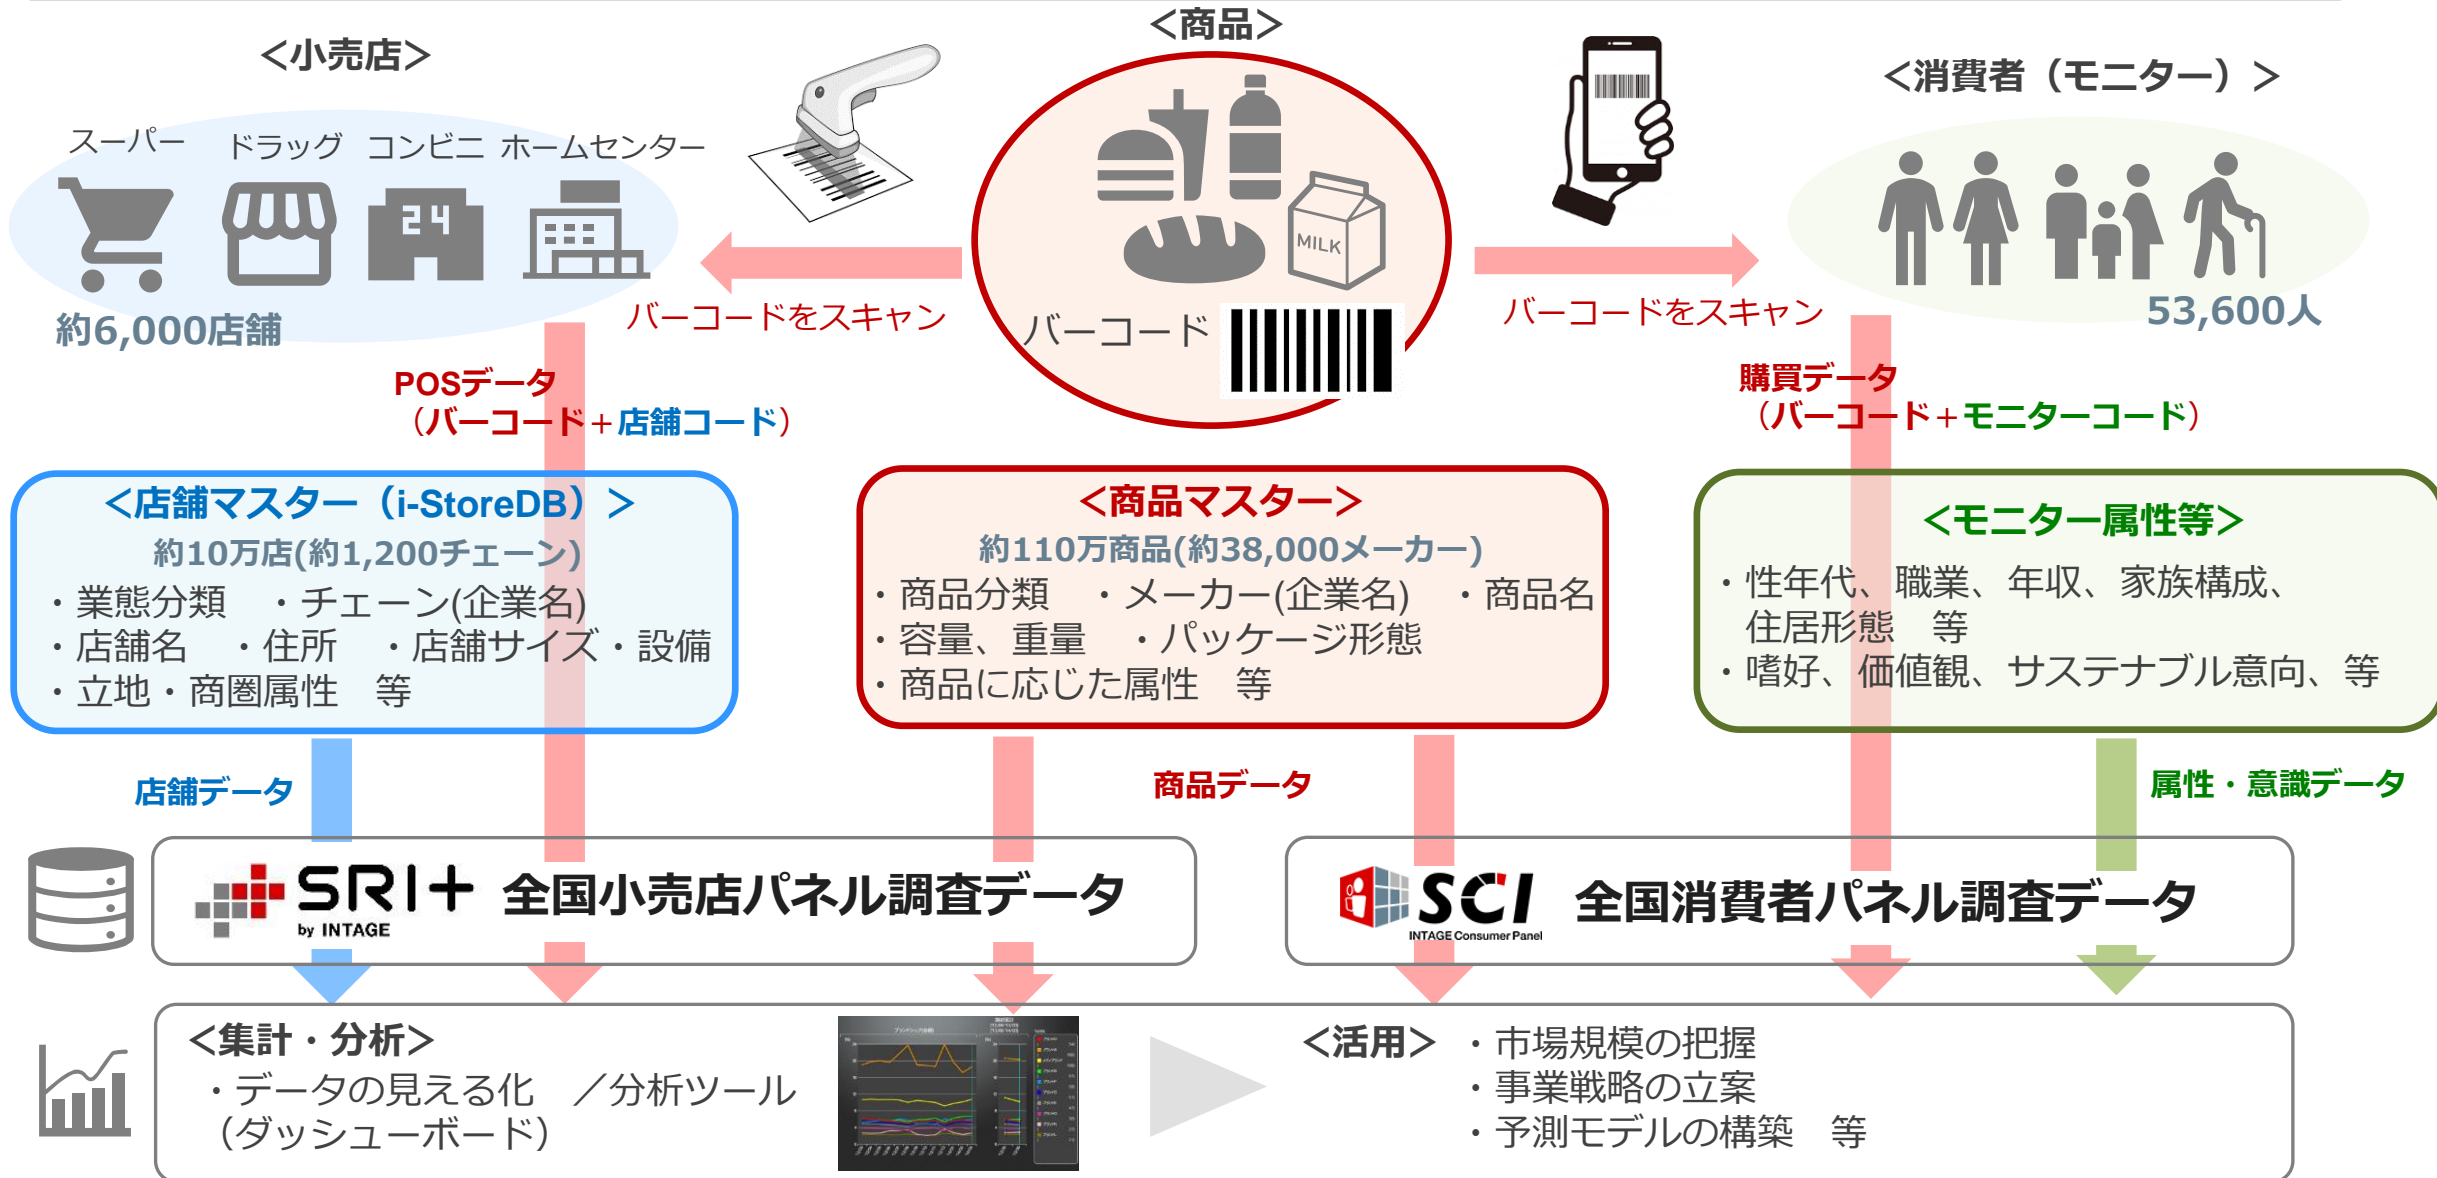 <商品>
<小売店>
<消費者（モニター）>
スーパー
ドラッグ
コンビニ
ホームセンター
24
MILK
バーコード
バーコードをスキャン
バーコードをスキャン
約6,000店舗
53,600人
POSデータ
（バーコード+店舗コード）
購買データ
（バーコード+モニターコード）
<店舗マスター（i-StoreDB）>
約10万店(約1,200チェーン)
・業態分類　・チェーン(企業名)
・店舗名　・住所　・店舗サイズ・設備
・立地・商圏属性　等
<商品マスター>
約110万商品(約38,000メーカー)
・商品分類　・メーカー(企業名)　・商品名
・容量、重量　・パッケージ形態
・商品に応じた属性　等
<モニター属性等>
・性年代、職業、年収、家族構成、
住居形態　等
・嗜好、価値観、サステナブル意向、等
店舗データ
商品データ
属性・意識データ
SRI+
by INTAGE
全国小売店パネル調査データ
SCI
INTAGE Consumer Panel
全国消費者パネル調査データ
<集計・分析>
・データの見える化　／分析ツール
（ダッシューボード）
<活用>
・市場規模の把握
・事業戦略の立案
・予測モデルの構築　等